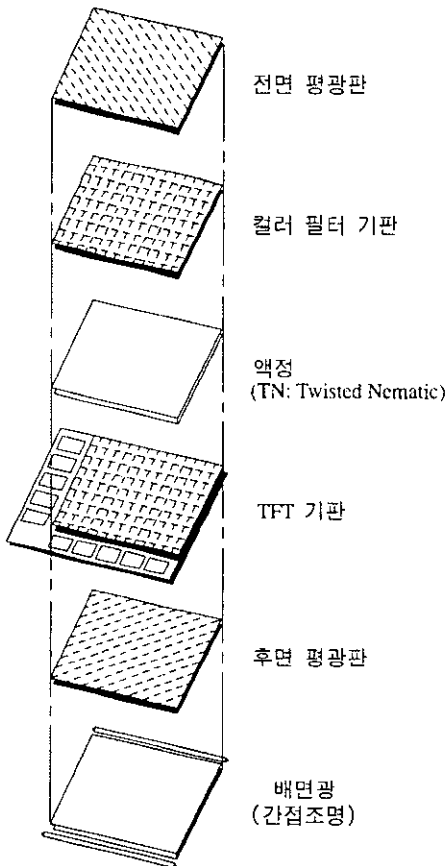 전면 평광판
컬러 필터 기판
액정
(TN: Twisted Nematic)
TFT 기판
후면 평광판
배면광
(간접조명)